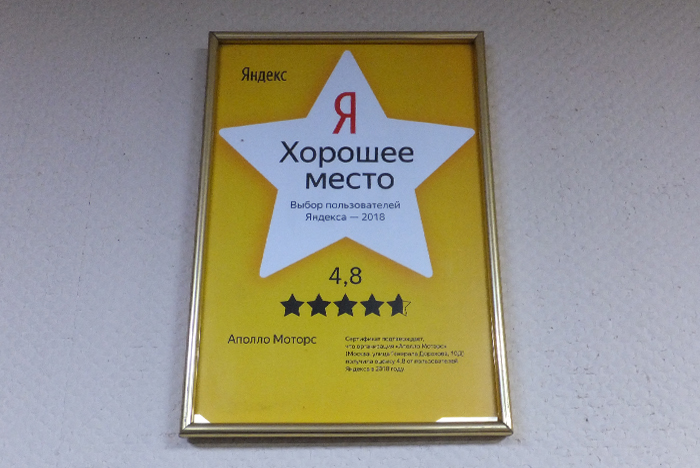 Яндекс
Я
Хорошее
место
Выбор пользователей
Яндекса — 2018
4,8
Аполло Моторс
Сертификат подтверждает,
что организация «Аполло Моторс»
(Москва, улица Генерала Дорохова,
получила оценку 4,8 от пользователей
Яндекса в 2018 году.